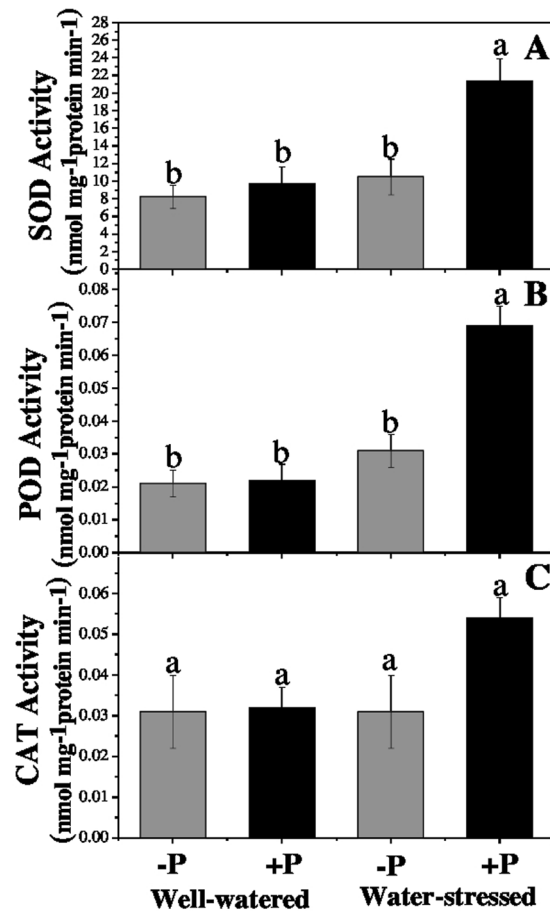 A
SOD Activity
(nmol mg-1protein min-1)
28
26
24
22
20
18
16
14
12
10
8
6
4
2
0
b
b
b
a
B
POD Activity
(nmol mg-1protein min-1)
0.08
0.07
0.06
0.05
0.04
0.03
0.02
0.01
0.00
b
b
b
a
C
CAT Activity
(nmol mg-1protein min-1)
0.06
0.05
0.04
0.03
0.02
0.01
0.00
a
a
a
a
-P +P -P +P
Well-watered Water-stressed